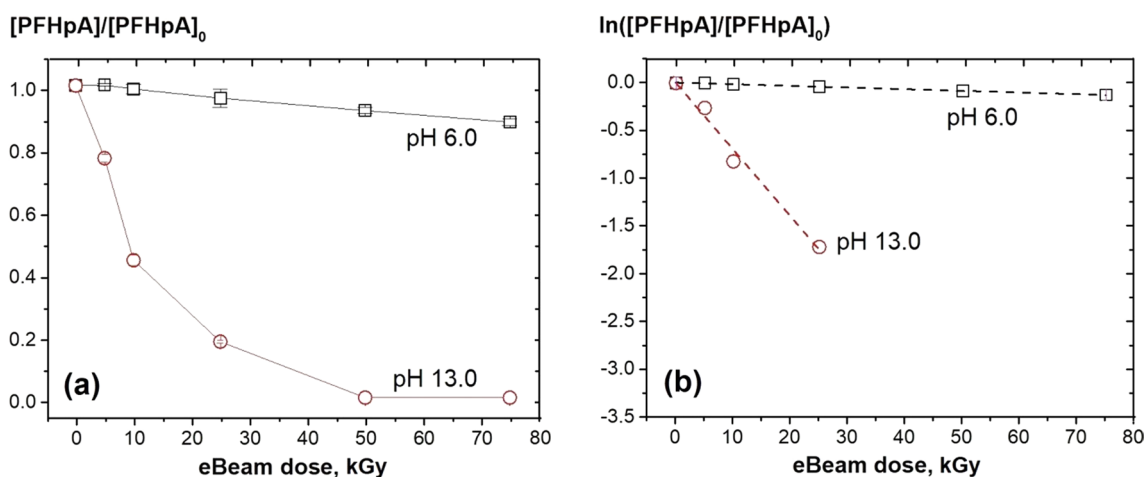 [PFHpA]/[PFHpA]₀
1.0
0.8
0.6
0.4
0.2
0.0
pH 6.0
pH 13.0
(a)
0 10 20 30 40 50 60 70 80
eBeam dose, kGy
ln([PFHpA]/[PFHpA]₀)
0.0
-0.5
-1.0
-1.5
-2.0
-2.5
-3.0
-3.5
pH 6.0
pH 13.0
(b)
0 10 20 30 40 50 60 70 80
eBeam dose, kGy